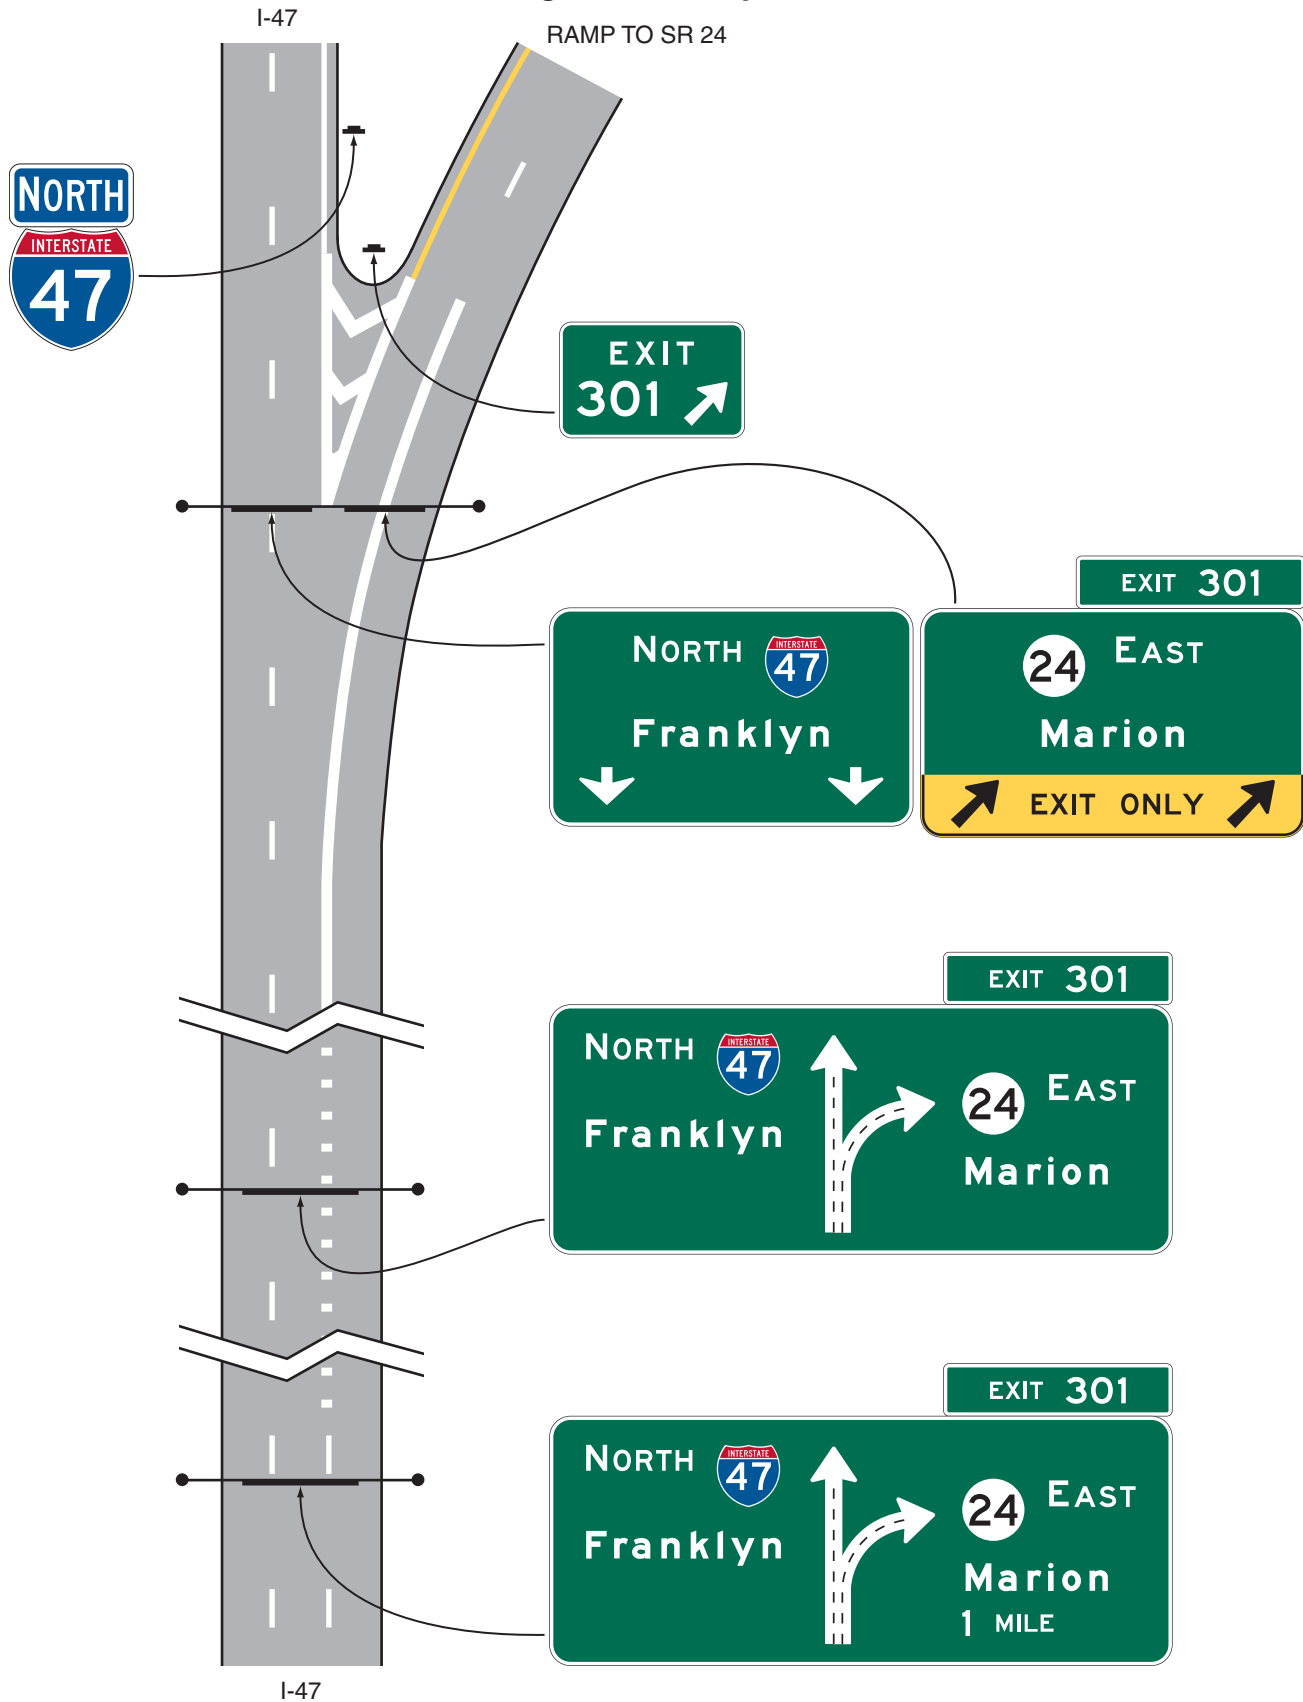 I-47
RAMP TO SR 24
NORTH
INTERSTATE
47
EXIT
301
EXIT 301
NORTH INTERSTATE 47
Franklyn
24 EAST
Marion
EXIT ONLY
EXIT 301
NORTH INTERSTATE 47
Franklyn
24 EAST
Marion
EXIT 301
NORTH INTERSTATE 47
Franklyn
24 EAST
Marion
1 MILE
I-47